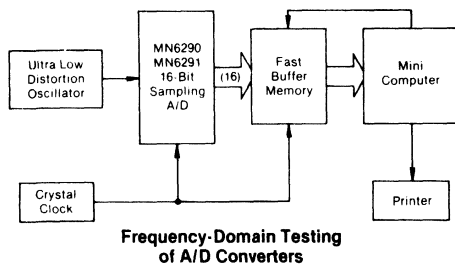 Ultra Low
Distortion
Oscillator
MN6290
MN6291
16-Bit
Sampling
A/D
(16)
Fast
Buffer
Memory
Mini
Computer
Crystal
Clock
Printer
Frequency-Domain Testing
of A/D Converters